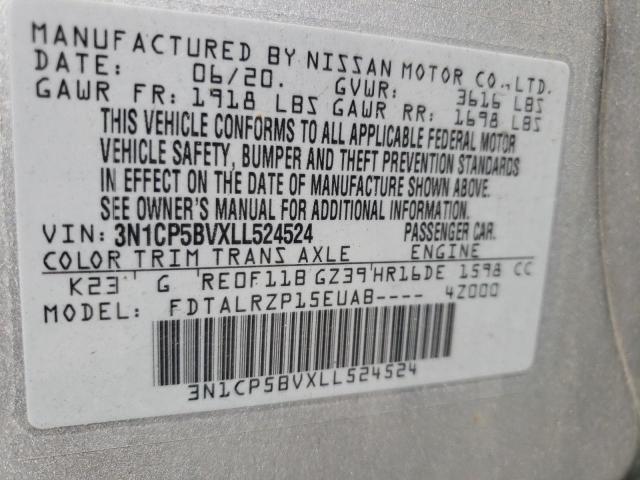 MANUFACTURED BY NISSAN MOTOR CO., LTD.
DATE: 06/20. GVWR: 3616 LBS
GAWR FR: 1918 LBS GAWR RR: 1698 LBS
THIS VEHICLE CONFORMS TO ALL APPLICABLE FEDERAL MOTOR
VEHICLE SAFETY, BUMPER AND THEFT PREVENTION STANDARDS
IN EFFECT ON THE DATE OF MANUFACTURE SHOWN ABOVE.
SEE OWNER'S MANUAL FOR ADDITIONAL INFORMATION.
VIN: 3N1CP5BVXLL524524 PASSENGER CAR.
COLOR TRIM TRANS AXLE ENGINE
K23 G RE0F11B GZ39 HR16DE 1598 CC
MODEL: FDTALRZP15EUAB---- 4Z000
3N1CP5BVXLL524524